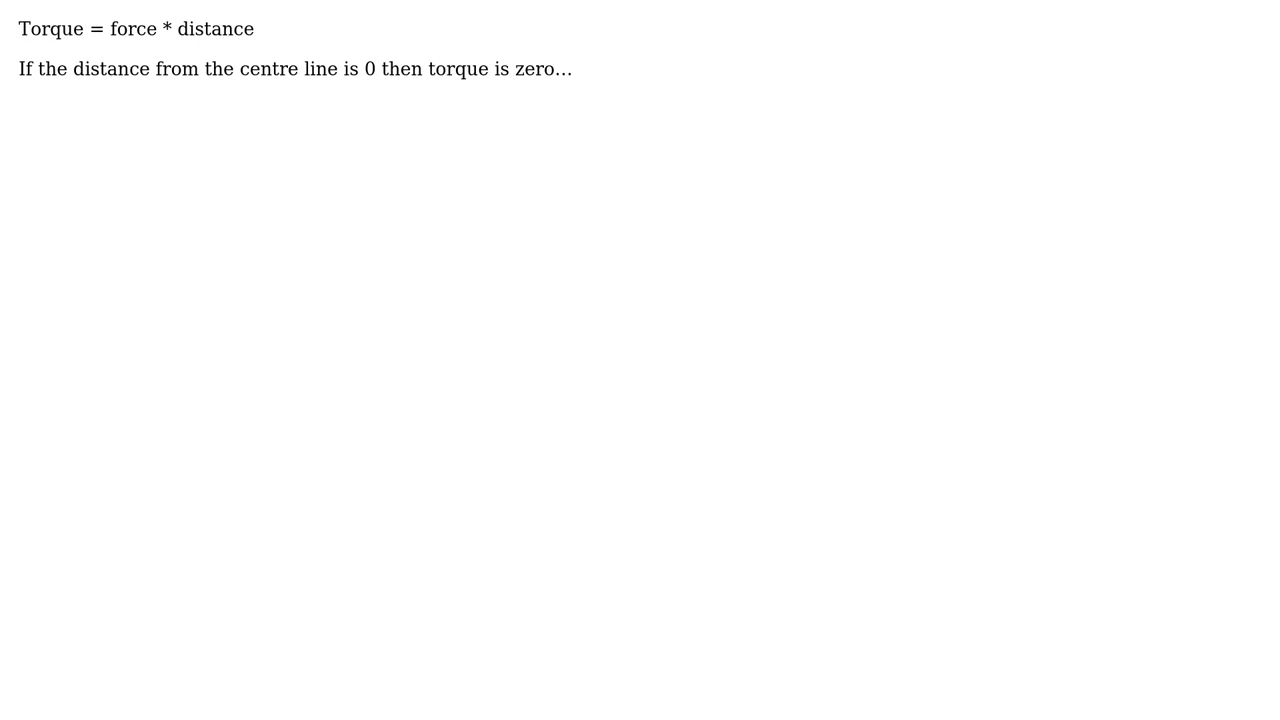 Torque = force * distance
If the distance from the centre line is 0 then torque is zero…